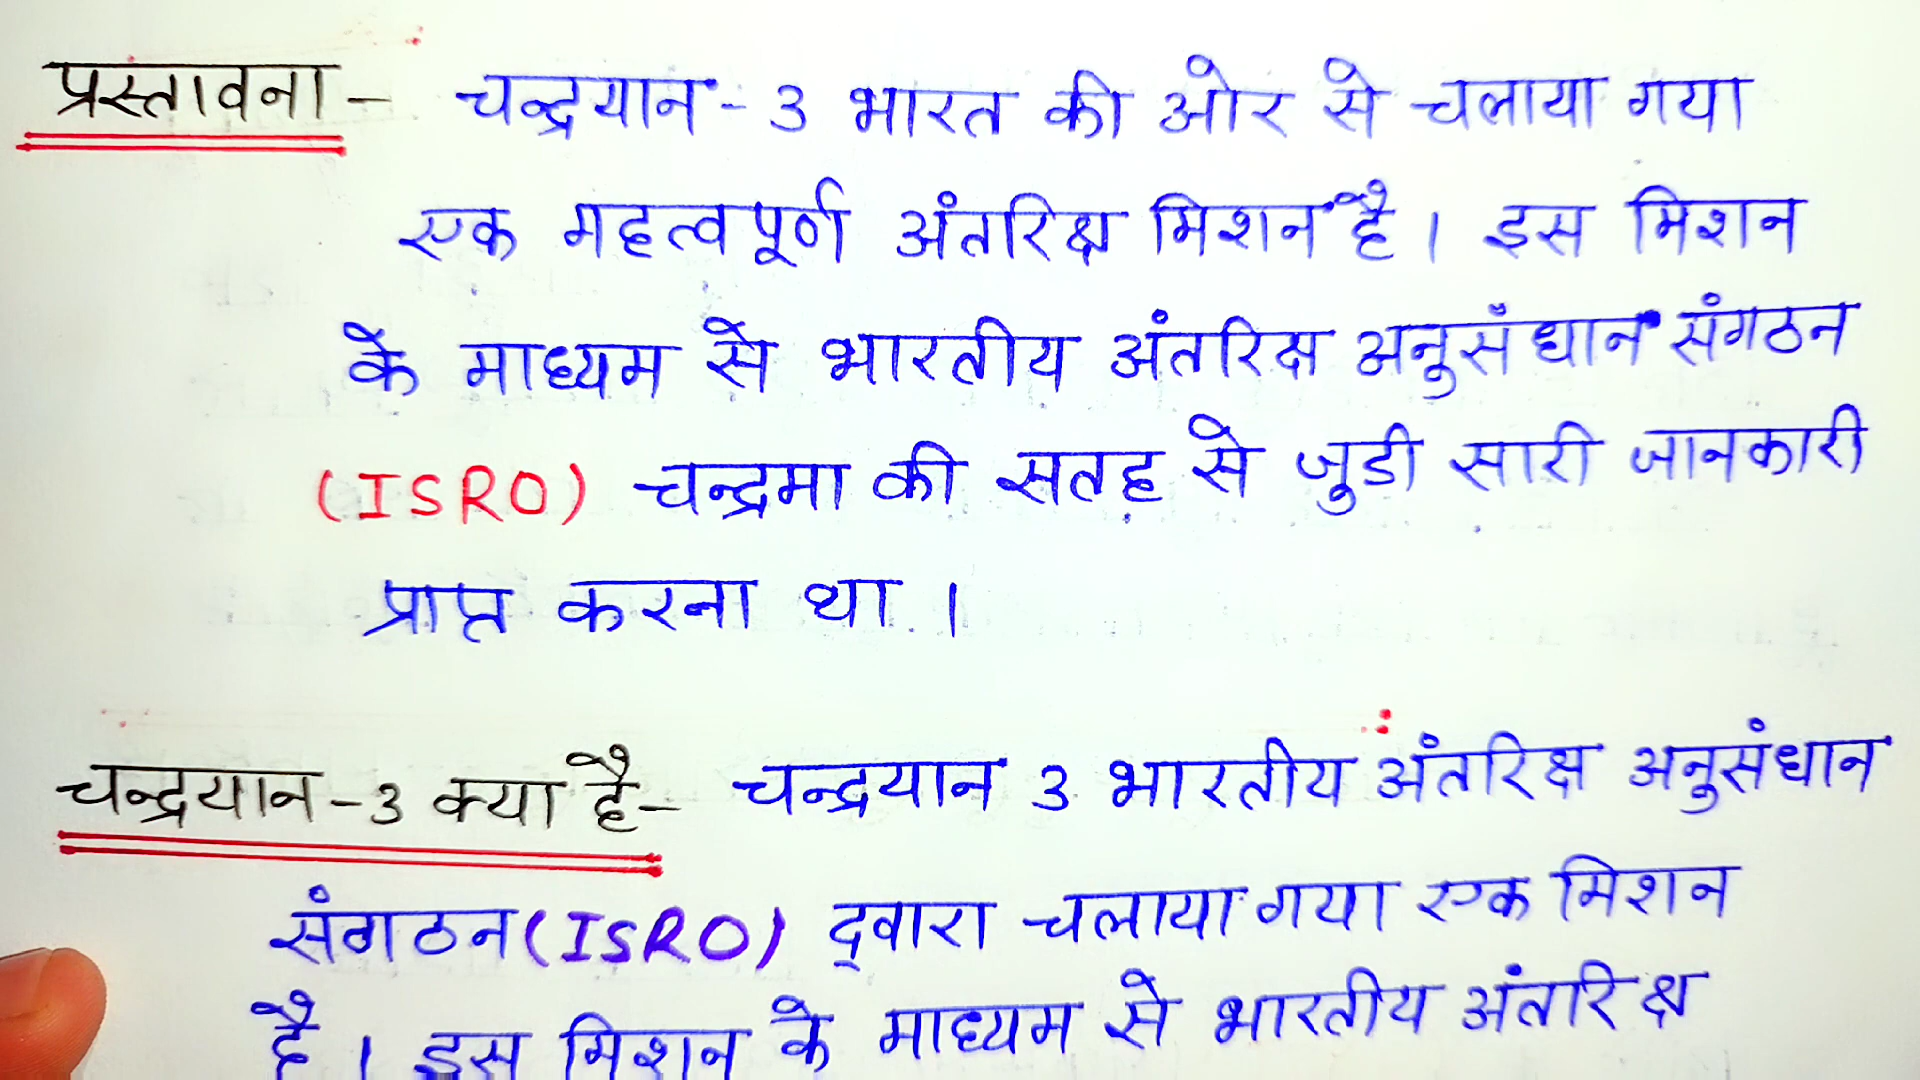 प्रस्तावना - चन्द्रयान - 3 भारत की ओर से चलाया गया
एक महत्वपूर्ण अंतरिक्ष मिशन है । इस मिशन
के माध्यम से भारतीय अंतरिक्ष अनुसंधान संगठन
(ISRO) चन्द्रमा की सतह से जुडी सारी जानकारी
प्राप्त करना था ।
चन्द्रयान - 3 क्या है - चन्द्रयान 3 भारतीय अंतरिक्ष अनुसंधान
संगठन (ISRO) द्वारा चलाया गया एक मिशन
है । इस मिशन के माध्यम से भारतीय अंतरिक्ष